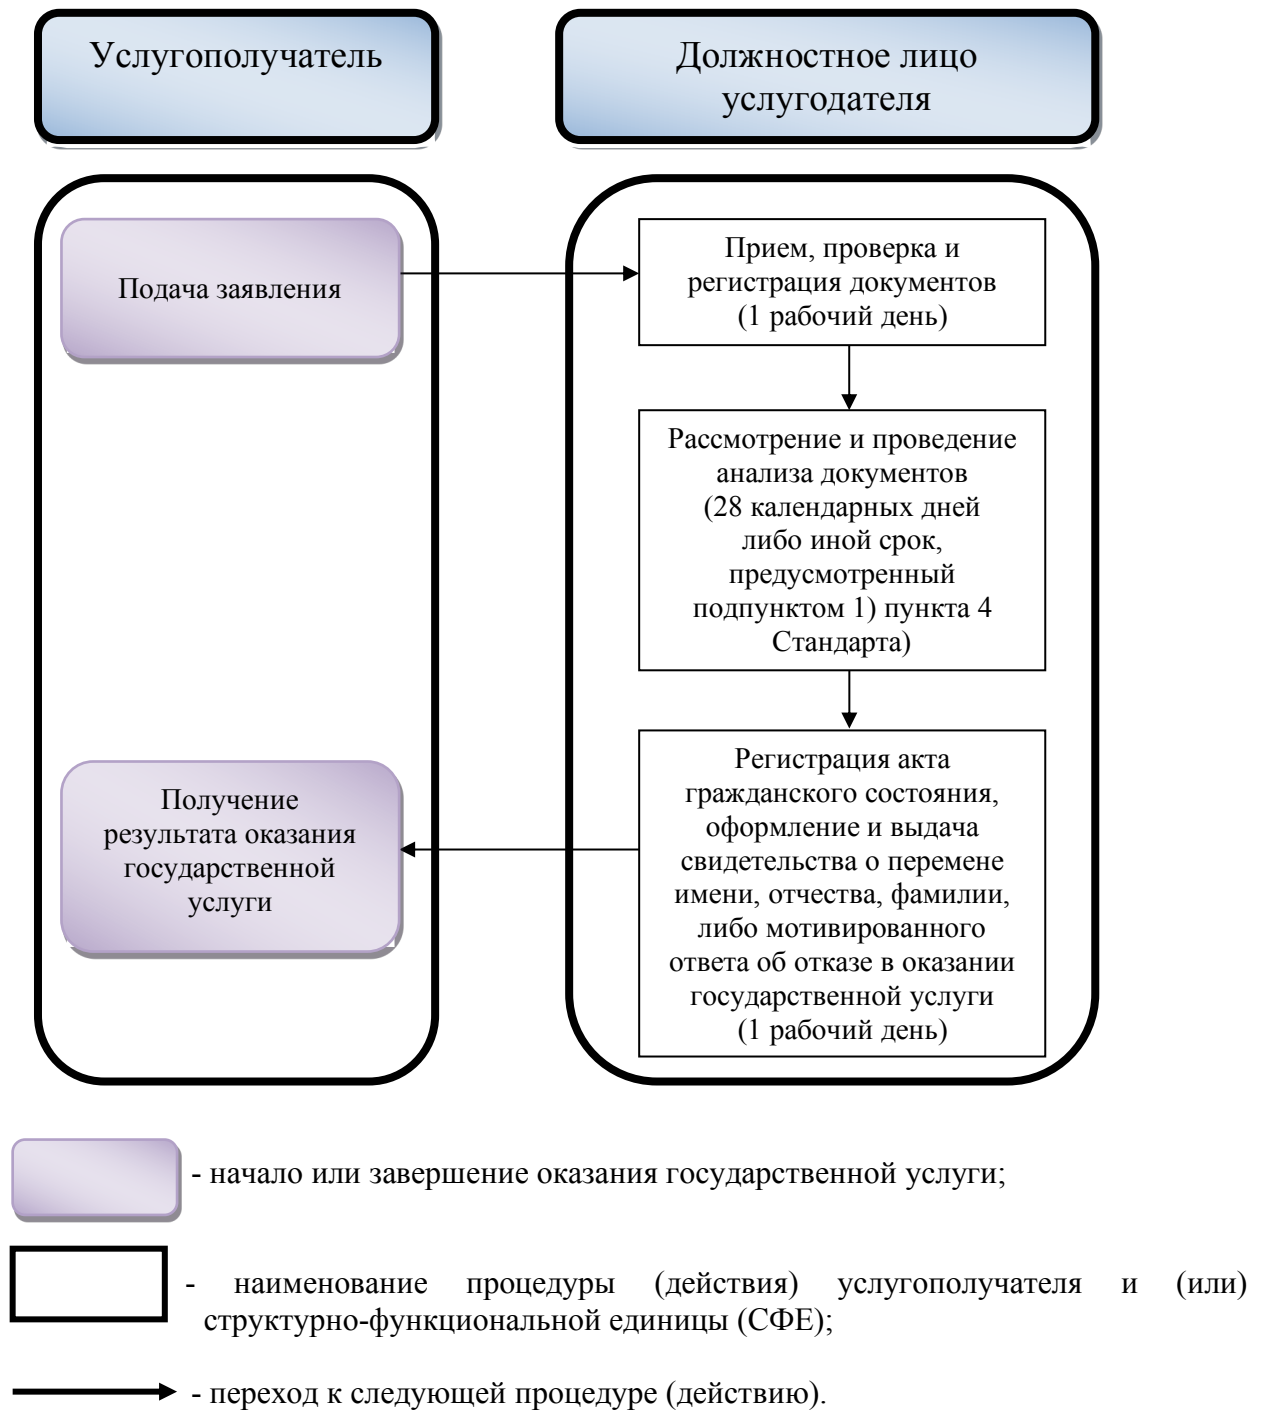 Услугополучатель
Должностное лицо
услугодателя
Подача заявления
Прием, проверка и
регистрация документов
(1 рабочий день)
Рассмотрение и проведение
анализа документов
(28 календарных дней
либо иной срок,
предусмотренный
подпунктом 1) пункта 4
Стандарта)
Регистрация акта
гражданского состояния,
оформление и выдача
свидетельства о перемене
имени, отчества, фамилии,
либо мотивированного
ответа об отказе в оказании
государственной услуги
(1 рабочий день)
Получение
результата оказания
государственной
услуги
- начало или завершение оказания государственной услуги;
- наименование процедуры (действия) услугополучателя и (или)
структурно-функциональной единицы (СФЕ);
- переход к следующей процедуре (действию).